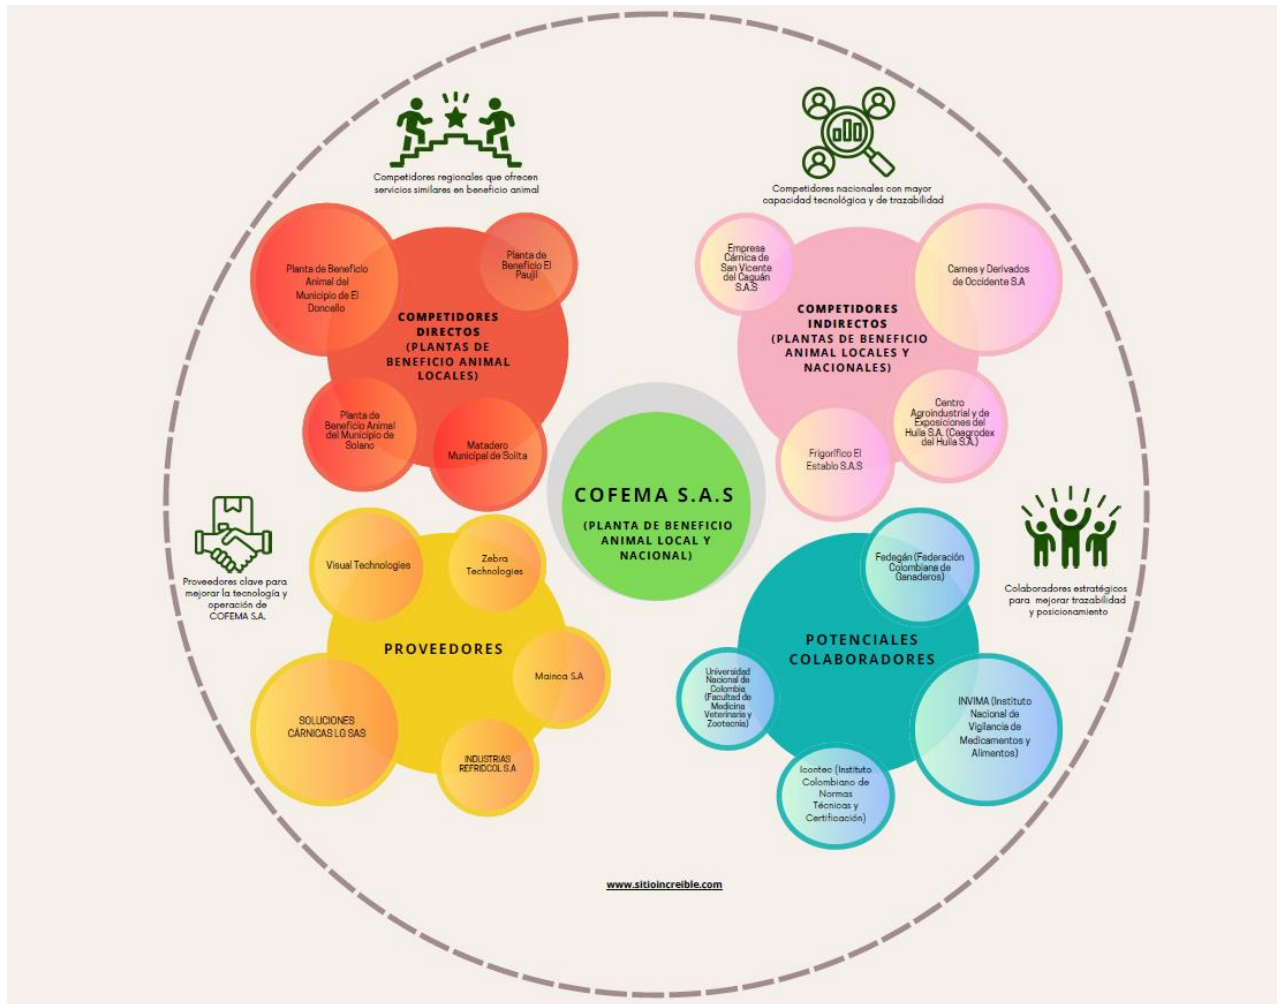 Competidores regionales que ofrecen
servicios similares en beneficio animal
Planta de Beneficio
Animal del
Municipio de El
Doncello
Planta de
Beneficio El
Paujil
COMPETIDORES
DIRECTOS
(PLANTAS DE
BENEFICIO ANIMAL
LOCALES)
Planta de
Beneficio Animal
del Municipio de
Solano
Matadero
Municipal de Solita
Competidores nacionales con mayor
capacidad tecnológica y de trazabilidad
Empresa
Cárnica de
San Vicente
del Caguán
S.A.S
Carnes y Derivados
de Occidente S.A
COMPETIDORES
INDIRECTOS
(PLANTAS DE BENEFICIO
ANIMAL LOCALES Y
NACIONALES)
Centro
Agroindustrial y de
Exposiciones del
Huila S.A. (Ceagrodex
del Huila S.A.)
Frigorífico El
Establo S.A.S
COFEMA S.A.S
(PLANTA DE BENEFICIO
ANIMAL LOCAL Y
NACIONAL)
Proveedores clave para
mejorar la tecnología y
operación de
COFEMA S.A.
Visual Technologies
Zebra
Technologies
PROVEEDORES
Mainca S.A
SOLUCIONES
CÁRNICAS LG SAS
INDUSTRIAS
REFRIDCOL S.A
Fedegán (Federación
Colombiana de
Ganaderos)
Colaboradores estratégicos
para mejorar trazabilidad
y posicionamiento
POTENCIALES
COLABORADORES
Universidad
Nacional de
Colombia
(Facultad de
Medicina
Veterinaria y
Zootecnia)
INVIMA (Instituto
Nacional de
Vigilancia de
Medicamentos y
Alimentos)
Icontec (Instituto
Colombiano de
Normas
Técnicas y
Certificación)
www.sitioincreible.com